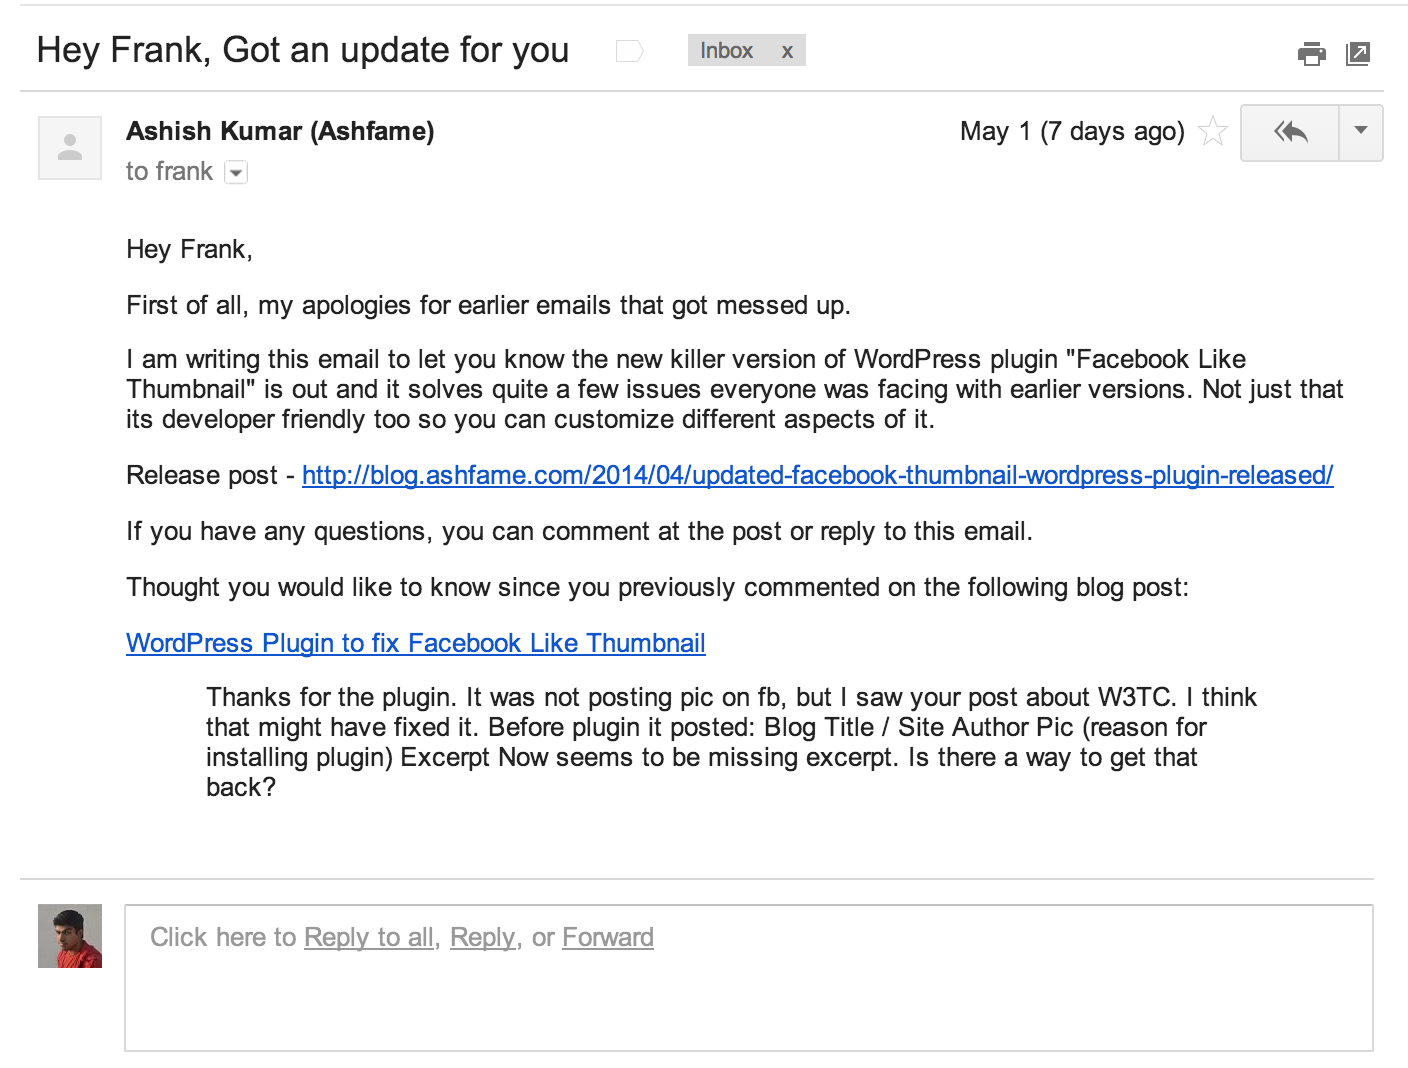 Hey Frank, Got an update for you
Inbox x
Ashish Kumar (Ashfame)
May 1 (7 days ago)
to frank
Hey Frank,
First of all, my apologies for earlier emails that got messed up.
I am writing this email to let you know the new killer version of WordPress plugin "Facebook Like
Thumbnail" is out and it solves quite a few issues everyone was facing with earlier versions. Not just that
its developer friendly too so you can customize different aspects of it.
Release post - http://blog.ashfame.com/2014/04/updated-facebook-thumbnail-wordpress-plugin-released/
If you have any questions, you can comment at the post or reply to this email.
Thought you would like to know since you previously commented on the following blog post:
WordPress Plugin to fix Facebook Like Thumbnail
Thanks for the plugin. It was not posting pic on fb, but I saw your post about W3TC. I think
that might have fixed it. Before plugin it posted: Blog Title / Site Author Pic (reason for
installing plugin) Excerpt Now seems to be missing excerpt. Is there a way to get that
back?
Click here to Reply to all, Reply, or Forward